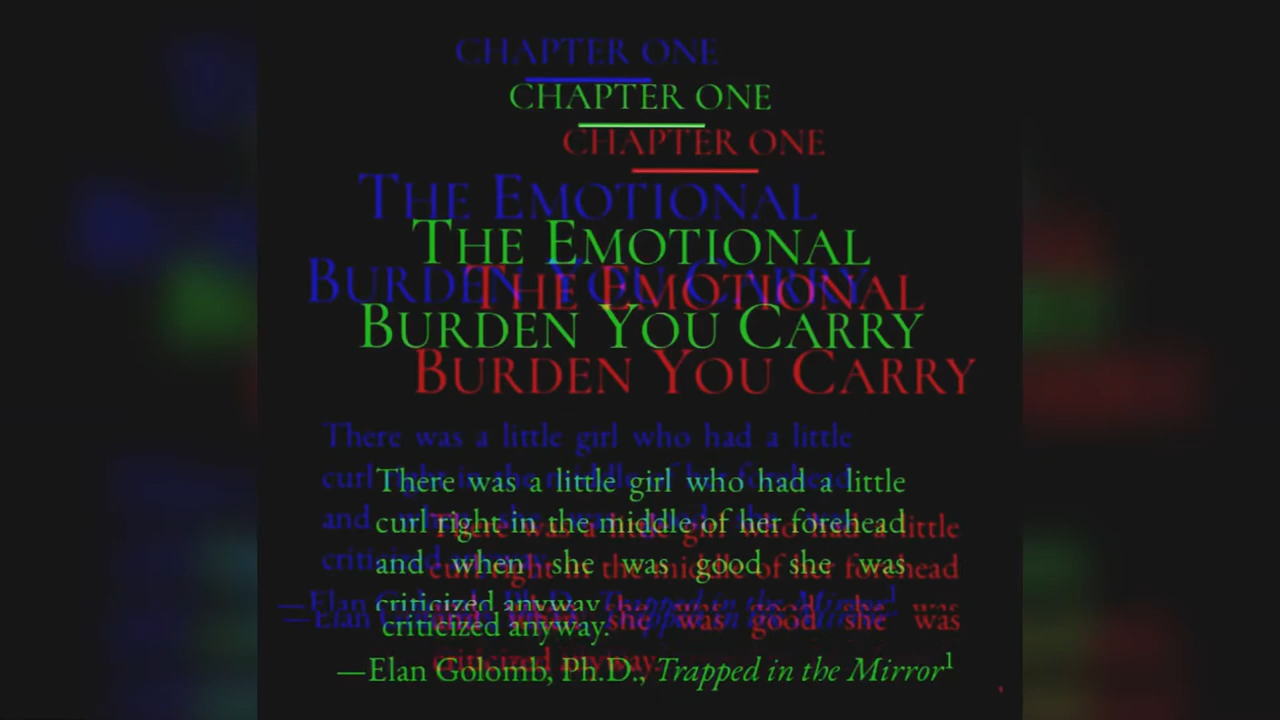 CHAPTER ONE
THE EMOTIONAL
BURDEN YOU CARRY
There was a little girl who had a little
curl right in the middle of her forehead
and when she was good she was
criticized anyway.
—Elan Golomb, Ph.D., Trapped in the Mirror¹